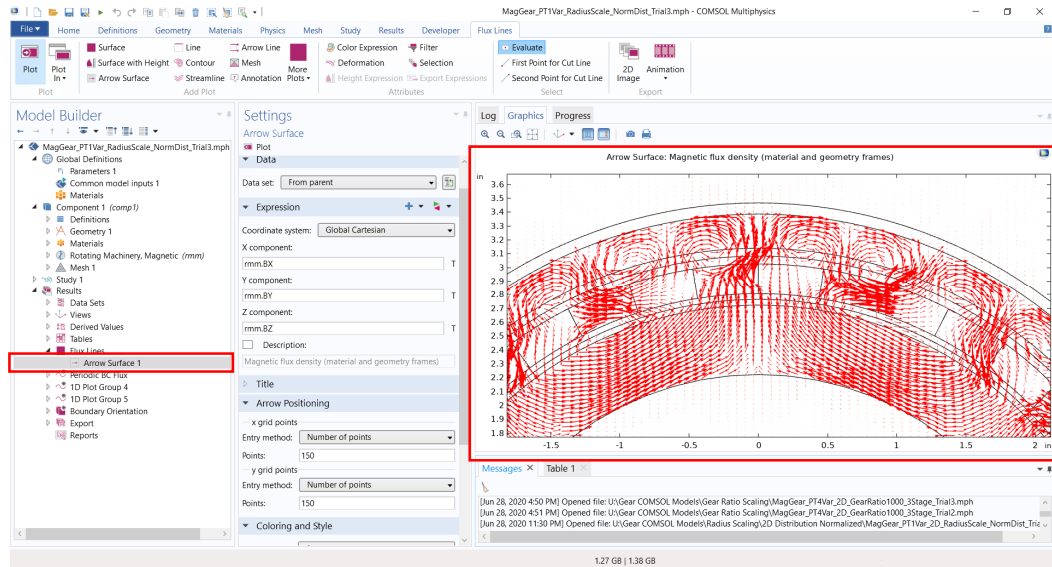 MagGear_PT1Var_RadiusScale_NormDist_Trial3.mph - COMSOL Multiphysics
File Home Definitions Geometry Materials Physics Mesh Study Results Developer Flux Lines
Surface Line Arrow Line Color Expression Filter Evaluate
Surface with Height Contour Mesh Deformation Selection First Point for Cut Line
Arrow Surface Streamline Annotation Height Expression Export Expressions Second Point for Cut Line
Plot Plot In More Plots 2D Image Animation
Plot Add Plot Attributes Select Export
Model Builder
MagGear_PT1Var_RadiusScale_NormDist_Trial3.mph
Global Definitions
Pi Parameters 1
Common model inputs 1
Materials
Component 1 (comp1)
Definitions
Geometry 1
Materials
Rotating Machinery, Magnetic (rmm)
Mesh 1
Study 1
Results
Data Sets
Views
Derived Values
Tables
Flux Lines
Arrow Surface 1
Periodic BC Flux
1D Plot Group 4
1D Plot Group 5
Boundary Orientation
Export
Reports
Settings
Arrow Surface
Plot
Data
Data set: From parent
Expression
Coordinate system: Global Cartesian
X component:
rmm.BX T
Y component:
rmm.BY T
Z component:
rmm.BZ T
Description:
Magnetic flux density (material and geometry frames)
Title
Arrow Positioning
x grid points
Entry method: Number of points
Points: 150
y grid points
Entry method: Number of points
Points: 150
Coloring and Style
Log Graphics Progress
Arrow Surface: Magnetic flux density (material and geometry frames)
in
3.6
3.5
3.4
3.3
3.2
3.1
3
2.9
2.8
2.7
2.6
2.5
2.4
2.3
2.2
2.1
2
1.9
1.8
-1.5 -1 -0.5 0 0.5 1 1.5 2 in
Messages Table 1
[Jun 28, 2020 4:50 PM] Opened file: U:\Gear COMSOL Models\Gear Ratio Scaling\MagGear_PT4Var_2D_GearRatio1000_3Stage_Trial3.mph
[Jun 28, 2020 4:51 PM] Opened file: U:\Gear COMSOL Models\Gear Ratio Scaling\MagGear_PT4Var_2D_GearRatio1000_3Stage_Trial2.mph
[Jun 28, 2020 11:30 PM] Opened file: U:\Gear COMSOL Models\Radius Scaling\2D Distribution Normalized\MagGear_PT1Var_2D_RadiusScale_NormDist_Tria
1.27 GB | 1.38 GB